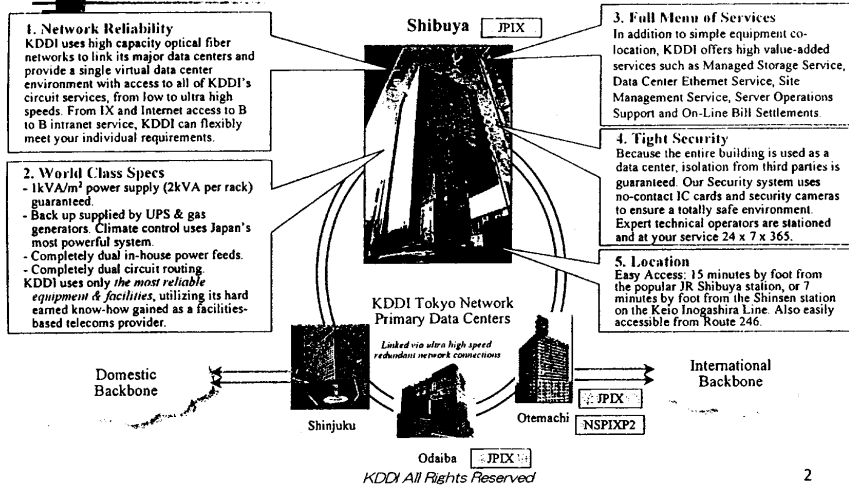 Shibuya JPIX
1. Network Reliability
KDDI uses high capacity optical fiber
networks to link its major data centers and
provide a single virtual data center
environment with access to all of KDDI's
circuit services, from low to ultra high
speeds. From IX and Internet access to B
to B intranet service, KDDI can flexibly
meet your individual requirements.
2. World Class Specs
- 1kVA/m² power supply (2kVA per rack)
guaranteed.
- Back up supplied by UPS & gas
generators. Climate control uses Japan's
most powerful system.
- Completely dual in-house power feeds.
- Completely dual circuit routing.
KDDI uses only the most reliable
equipment & facilities, utilizing its hard
earned know-how gained as a facilities-
based telecoms provider.
3. Full Menu of Services
In addition to simple equipment co-
location, KDDI offers high value-added
services such as Managed Storage Service,
Data Center Ethernet Service, Site
Management Service, Server Operations
Support and On-Line Bill Settlements.
4. Tight Security
Because the entire building is used as a
data center, isolation from third parties is
guaranteed. Our Security system uses
no-contact IC cards and security cameras
to ensure a totally safe environment.
Expert technical operators are stationed
and at your service 24 x 7 x 365.
5. Location
Easy Access: 15 minutes by foot from
the popular JR Shibuya station, or 7
minutes by foot from the Shinsen station
on the Keio Inogashira Line. Also easily
accessible from Route 246.
KDDI Tokyo Network
Primary Data Centers
Linked via ultra high speed
redundant network connections
Domestic
Backbone
International
Backbone
Shinjuku
Otemachi
JPIX
NSPIXP2
Odaiba JPIX
KDDI All Rights Reserved
2